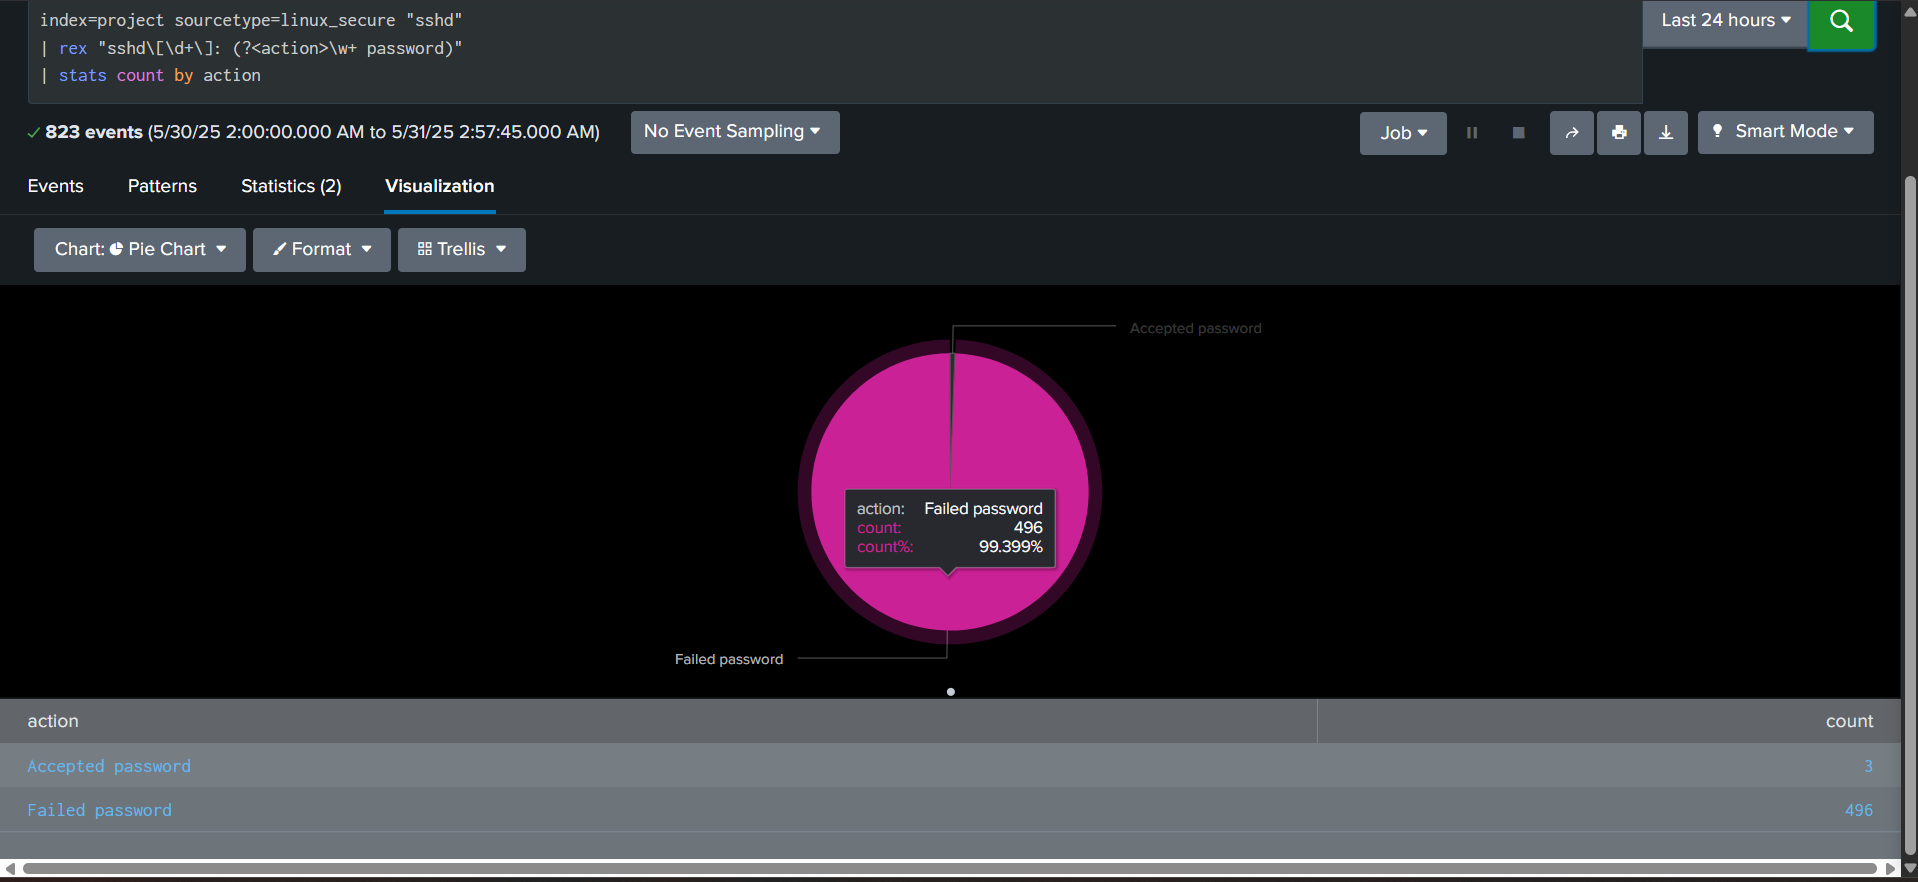 index=project sourcetype=linux_secure "sshd"
| rex "sshd\[\d+\]: (?<action>\w+ password)"
| stats count by action
Last 24 hours
823 events (5/30/25 2:00:00.000 AM to 5/31/25 2:57:45.000 AM)
No Event Sampling
Job
Smart Mode
Events
Patterns
Statistics (2)
Visualization
Chart: Pie Chart
Format
Trellis
Accepted password
action: Failed password
count: 496
count%: 99.399%
Failed password
action count
Accepted password 3
Failed password 496